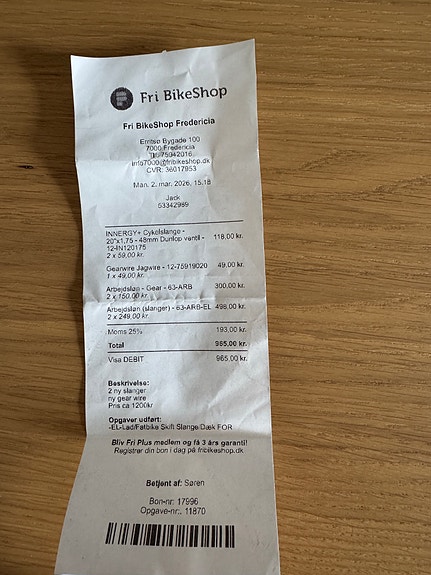 Fri BikeShop
Fri BikeShop Fredericia
Erritsø Bygade 100
7000 Fredericia
Tlf 75942016
info7000@fribikeshop.dk
CVR: 36017953
Man. 2. mar. 2026, 15.18
Jack
53342989
INNERGY+ Cykelslange -
20"x1,75 - 48mm Dunlop ventil - 118,00 kr.
12-IN120175
2 x 59,00 kr.
Gearwire Jagwire - 12-75919020 49,00 kr.
1 x 49,00 kr.
Arbejdsløn - Gear - 63-ARB 300,00 kr.
2 x 150,00 kr.
Arbejdsløn (slanger) - 63-ARB-EL 498,00 kr.
2 x 249,00 kr.
Moms 25% 193,00 kr.
Total 965,00 kr.
Visa DEBIT 965,00 kr.
Beskrivelse:
2 ny slanger
ny gear wire
Pris ca 1200kr
Opgaver udført:
-EL-Lad/Fatbike Skift Slange/Dæk FOR
Bliv Fri Plus medlem og få 3 års garanti!
Registrér din bon i dag på fribikeshop.dk
Betjent af: Søren
Bon-nr: 17996
Opgave-nr.: 11870